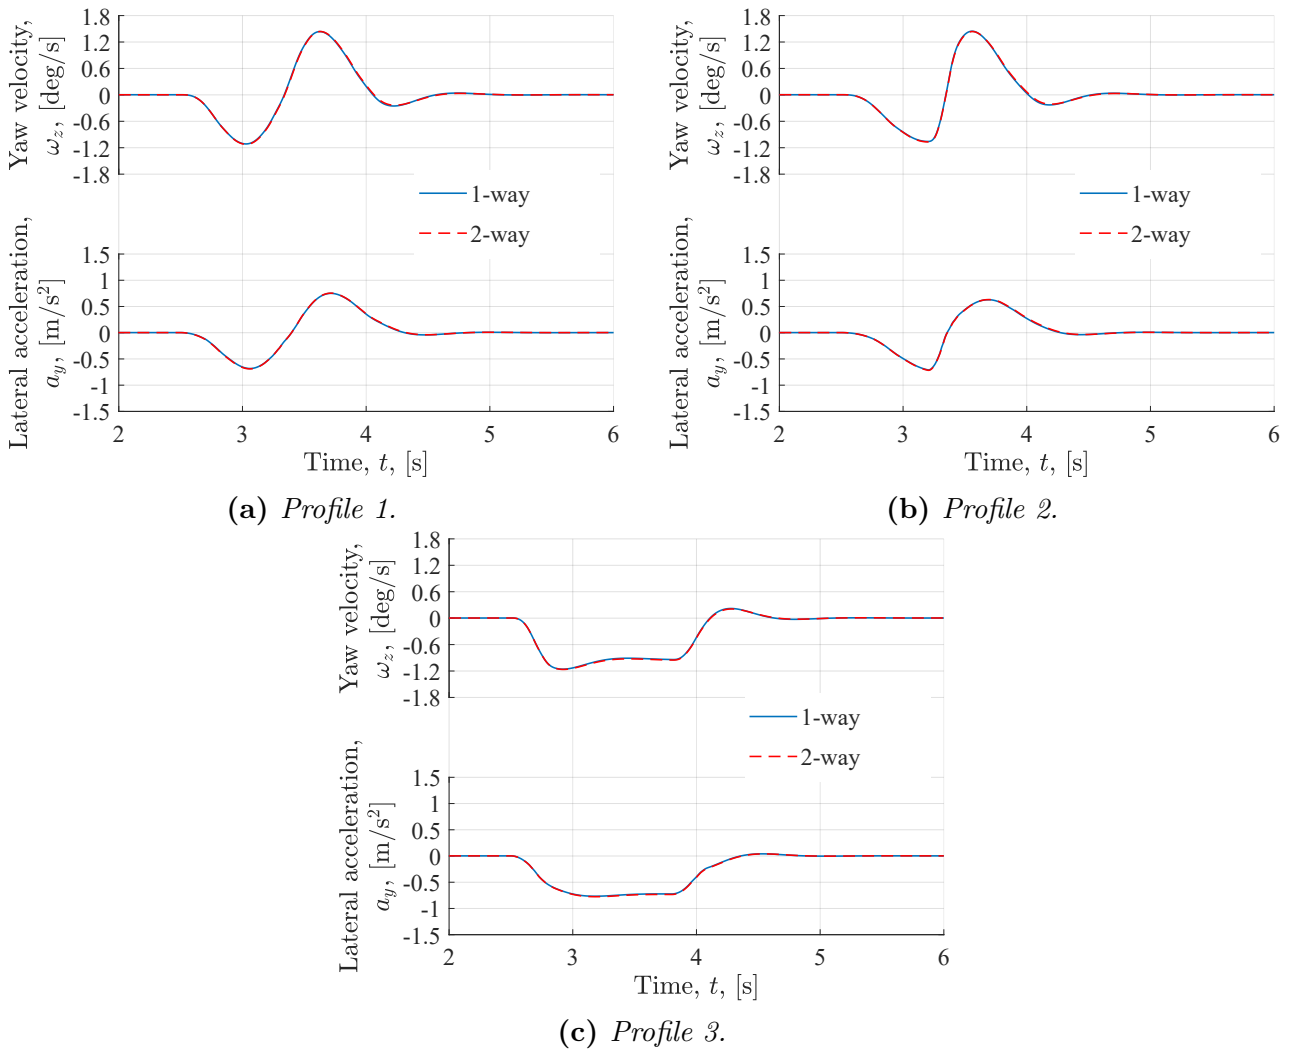 Yaw velocity,
ω_z, [deg/s]
1.8
1.2
0.6
0
-0.6
-1.2
-1.8
1-way
2-way
Lateral acceleration,
a_y, [m/s²]
1.5
1
0.5
0
-0.5
-1
-1.5
2 3 4 5 6
Time, t, [s]
(a) Profile 1.
Yaw velocity,
ω_z, [deg/s]
1.8
1.2
0.6
0
-0.6
-1.2
-1.8
1-way
2-way
Lateral acceleration,
a_y, [m/s²]
1.5
1
0.5
0
-0.5
-1
-1.5
2 3 4 5 6
Time, t, [s]
(b) Profile 2.
Yaw velocity,
ω_z, [deg/s]
1.8
1.2
0.6
0
-0.6
-1.2
-1.8
1-way
2-way
Lateral acceleration,
a_y, [m/s²]
1.5
1
0.5
0
-0.5
-1
-1.5
2 3 4 5 6
Time, t, [s]
(c) Profile 3.